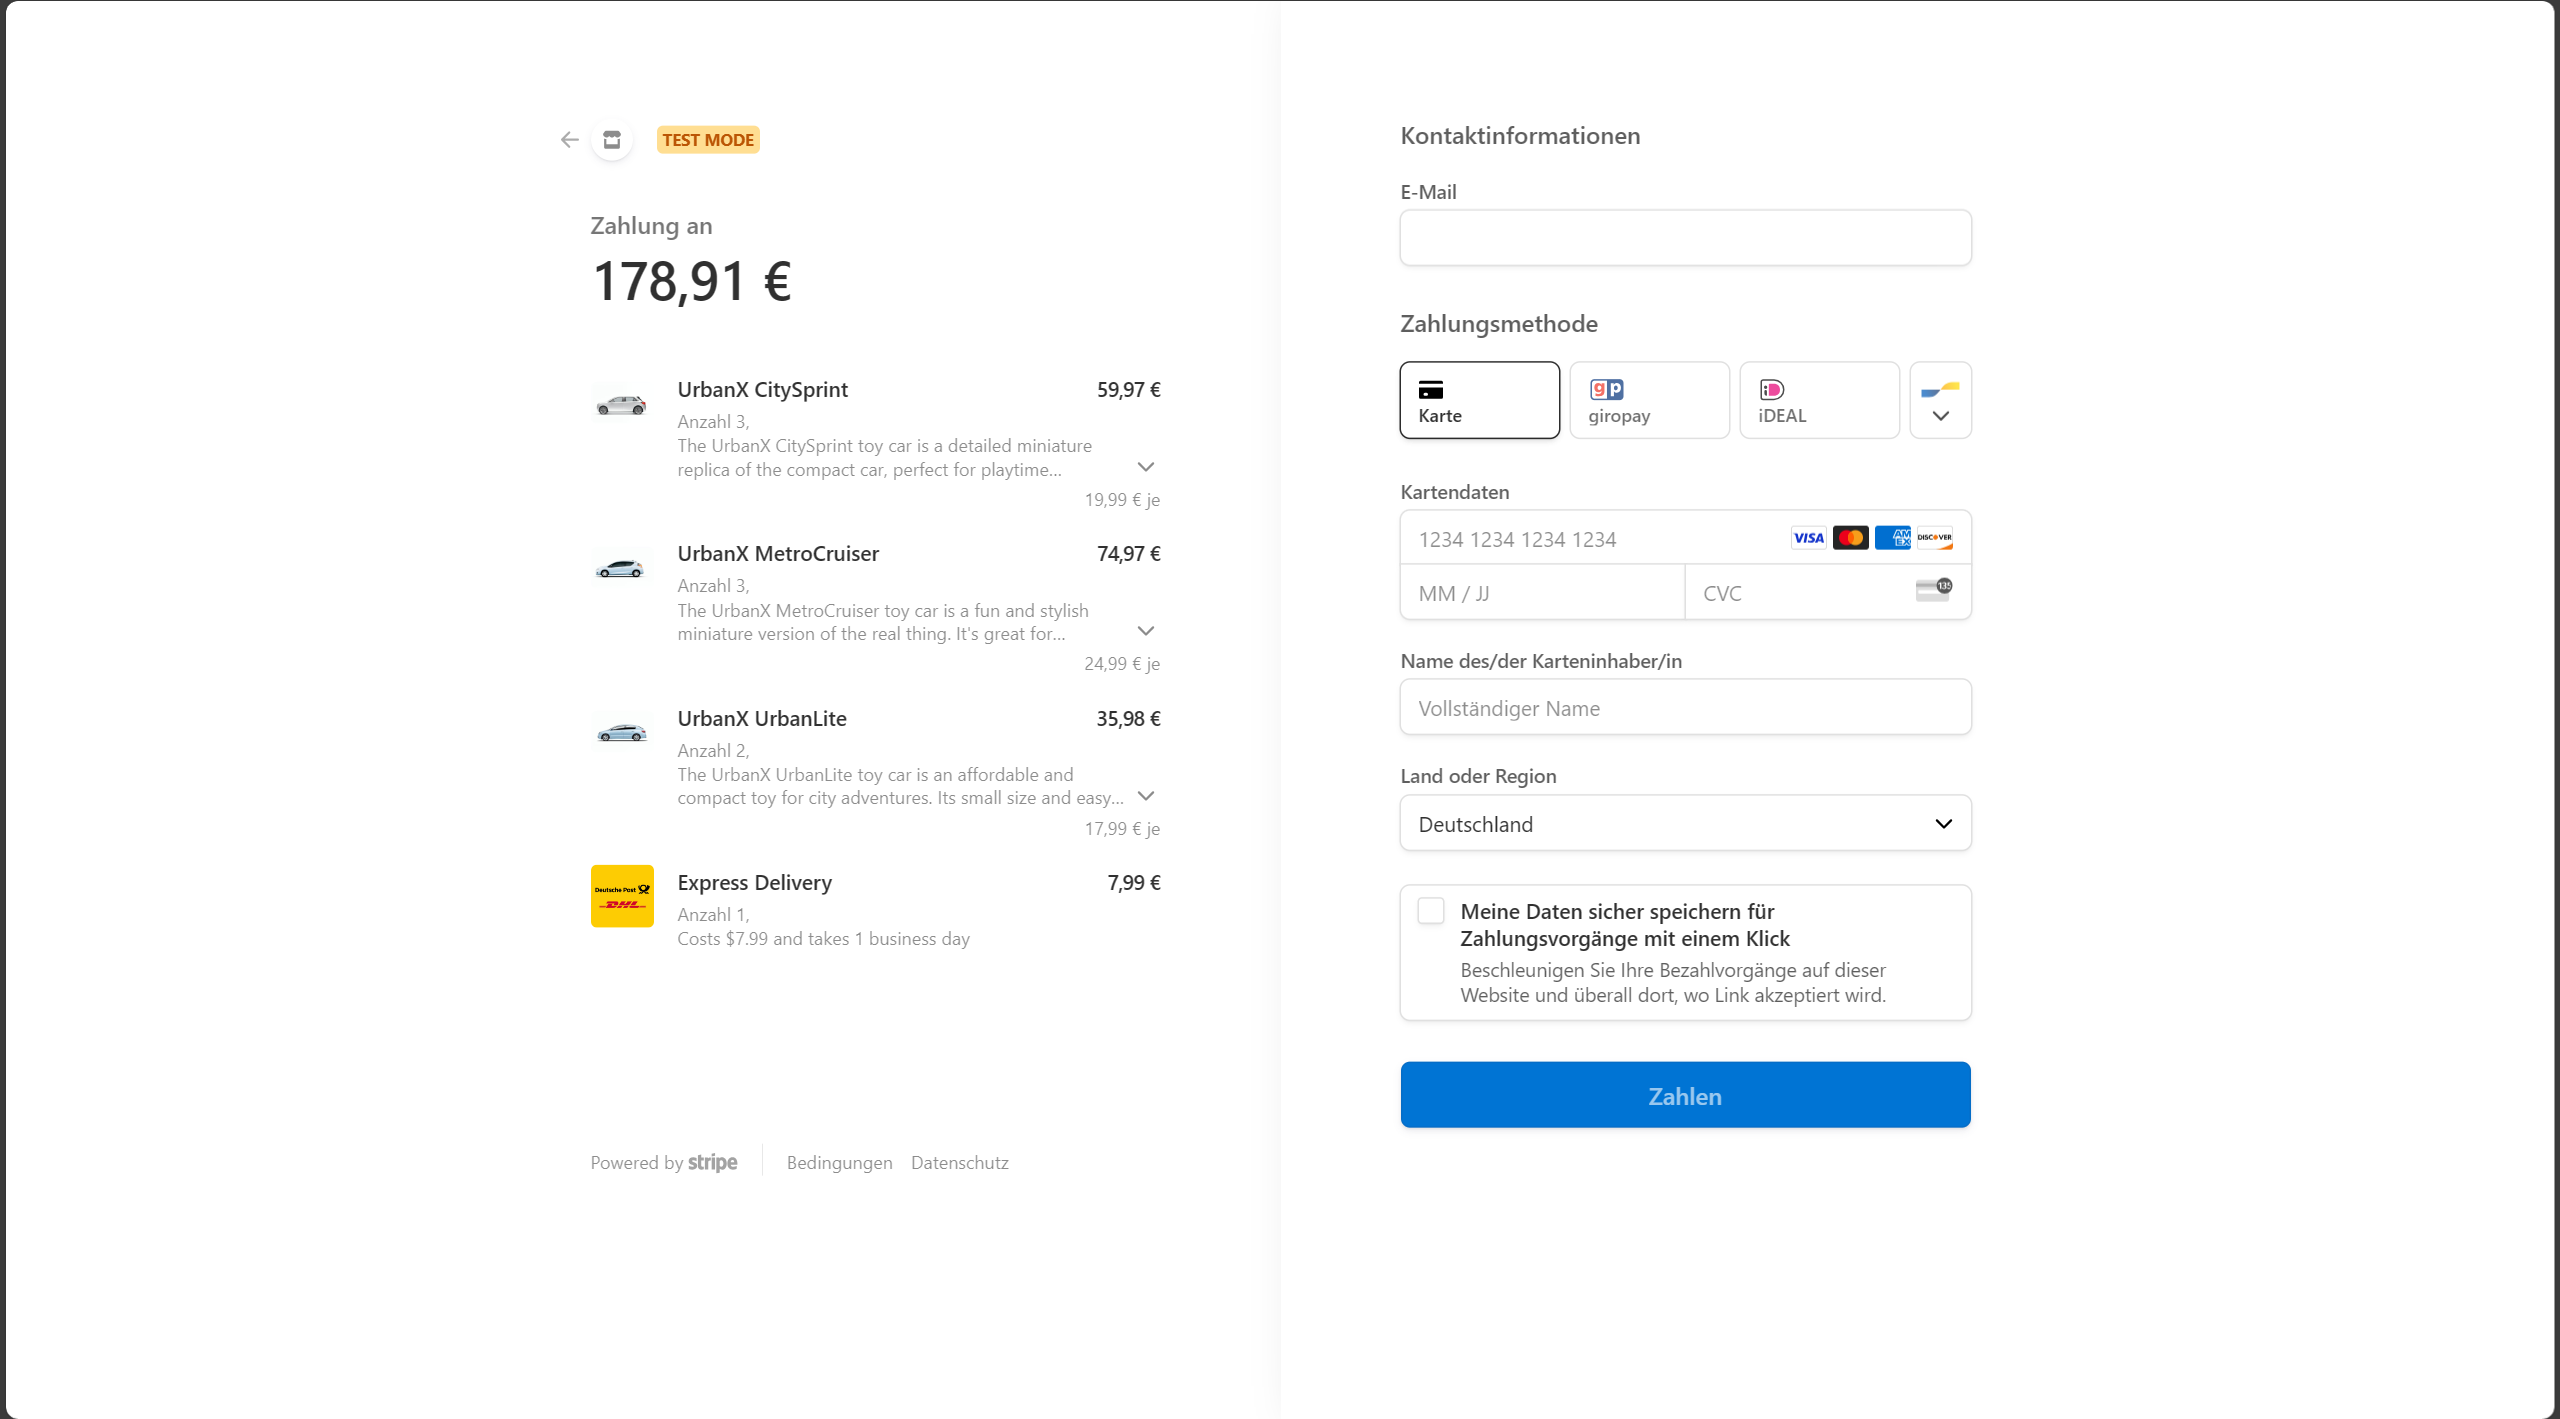 TEST MODE
Zahlung an
178,91 €
UrbanX CitySprint 59,97 €
Anzahl 3,
The UrbanX CitySprint toy car is a detailed miniature
replica of the compact car, perfect for playtime...
19,99 € je
UrbanX MetroCruiser 74,97 €
Anzahl 3,
The UrbanX MetroCruiser toy car is a fun and stylish
miniature version of the real thing. It's great for...
24,99 € je
UrbanX UrbanLite 35,98 €
Anzahl 2,
The UrbanX UrbanLite toy car is an affordable and
compact toy for city adventures. Its small size and easy...
17,99 € je
Deutsche Post
DHL
Express Delivery 7,99 €
Anzahl 1,
Costs $7.99 and takes 1 business day
Powered by stripe Bedingungen Datenschutz
Kontaktinformationen
E-Mail
Zahlungsmethode
Karte
gp
giropay
iD
iDEAL
Kartendaten
1234 1234 1234 1234 VISA AMEX DISCOVER
MM / JJ CVC 135
Name des/der Karteninhaber/in
Vollständiger Name
Land oder Region
Deutschland
Meine Daten sicher speichern für
Zahlungsvorgänge mit einem Klick
Beschleunigen Sie Ihre Bezahlvorgänge auf dieser
Website und überall dort, wo Link akzeptiert wird.
Zahlen